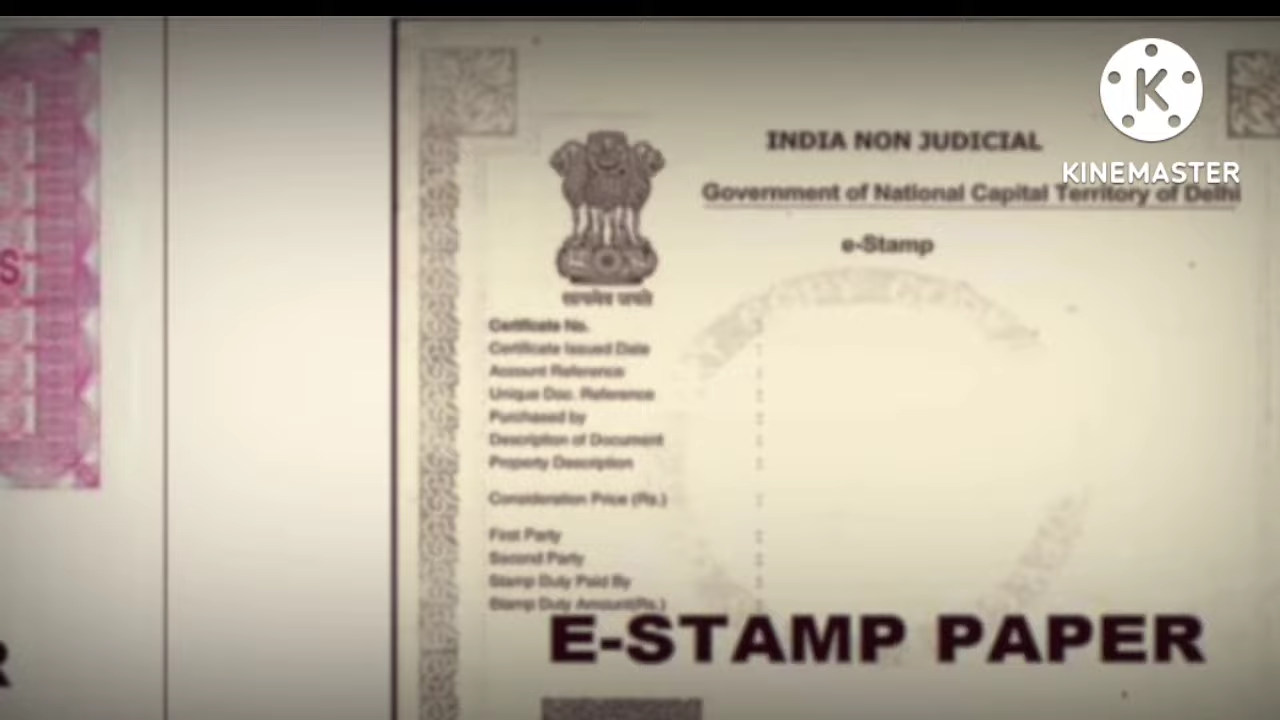 K
KINEMASTER
INDIA NON JUDICIAL
Government of National Capital Territory of Delhi
e-Stamp
सत्यमेव जयते
Certificate No. :
Certificate Issued Date :
Account Reference :
Unique Doc. Reference :
Purchased by :
Description of Document :
Property Description :
Consideration Price (Rs.) :
First Party :
Second Party :
Stamp Duty Paid By :
Stamp Duty Amount(Rs.) :
E-STAMP PAPER
S
R